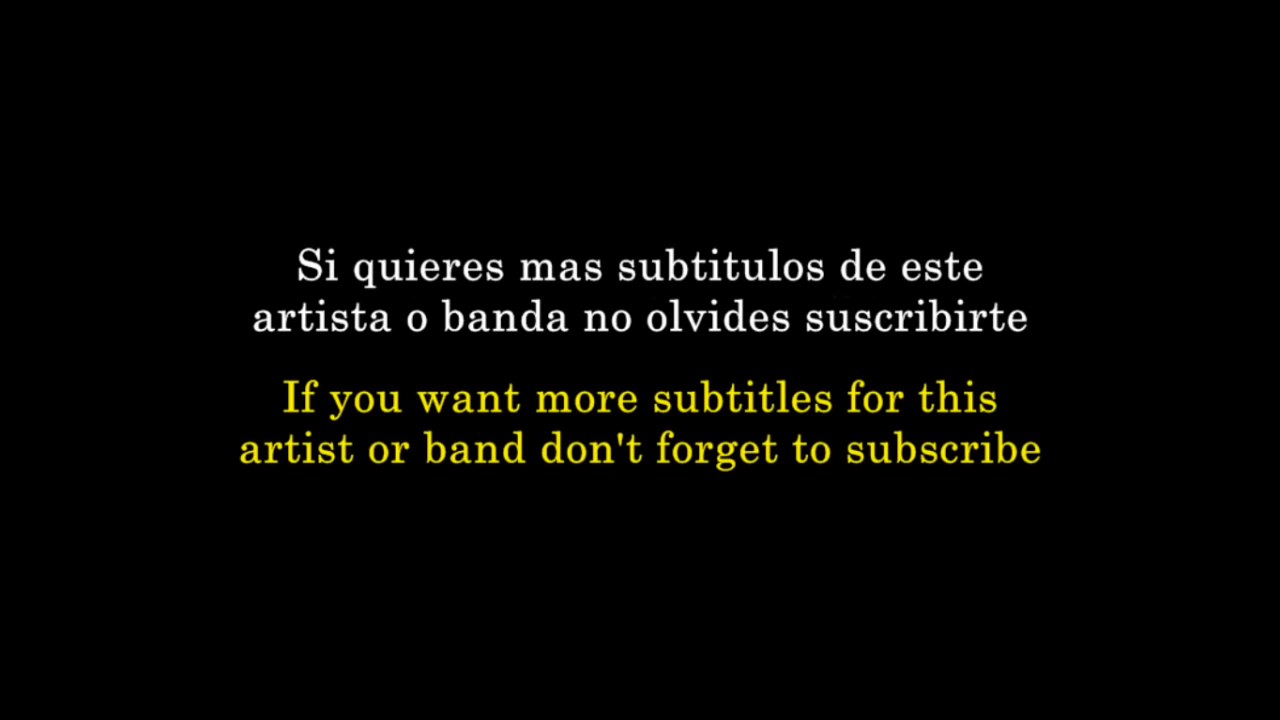 Si quieres mas subtitulos de este
artista o banda no olvides suscribirte
If you want more subtitles for this
artist or band don't forget to subscribe